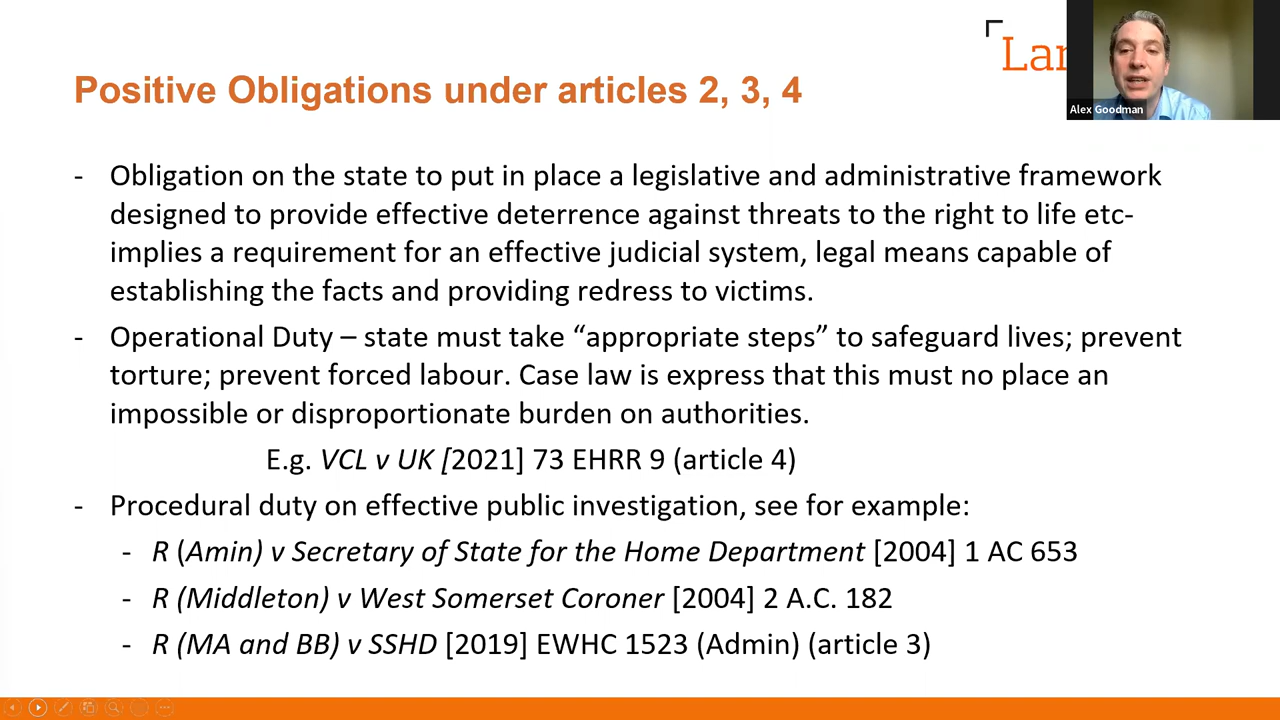 Lan
Alex Goodman
Positive Obligations under articles 2, 3, 4
- Obligation on the state to put in place a legislative and administrative framework
designed to provide effective deterrence against threats to the right to life etc-
implies a requirement for an effective judicial system, legal means capable of
establishing the facts and providing redress to victims.
- Operational Duty – state must take “appropriate steps” to safeguard lives; prevent
torture; prevent forced labour. Case law is express that this must no place an
impossible or disproportionate burden on authorities.
E.g. VCL v UK [2021] 73 EHRR 9 (article 4)
- Procedural duty on effective public investigation, see for example:
- R (Amin) v Secretary of State for the Home Department [2004] 1 AC 653
- R (Middleton) v West Somerset Coroner [2004] 2 A.C. 182
- R (MA and BB) v SSHD [2019] EWHC 1523 (Admin) (article 3)